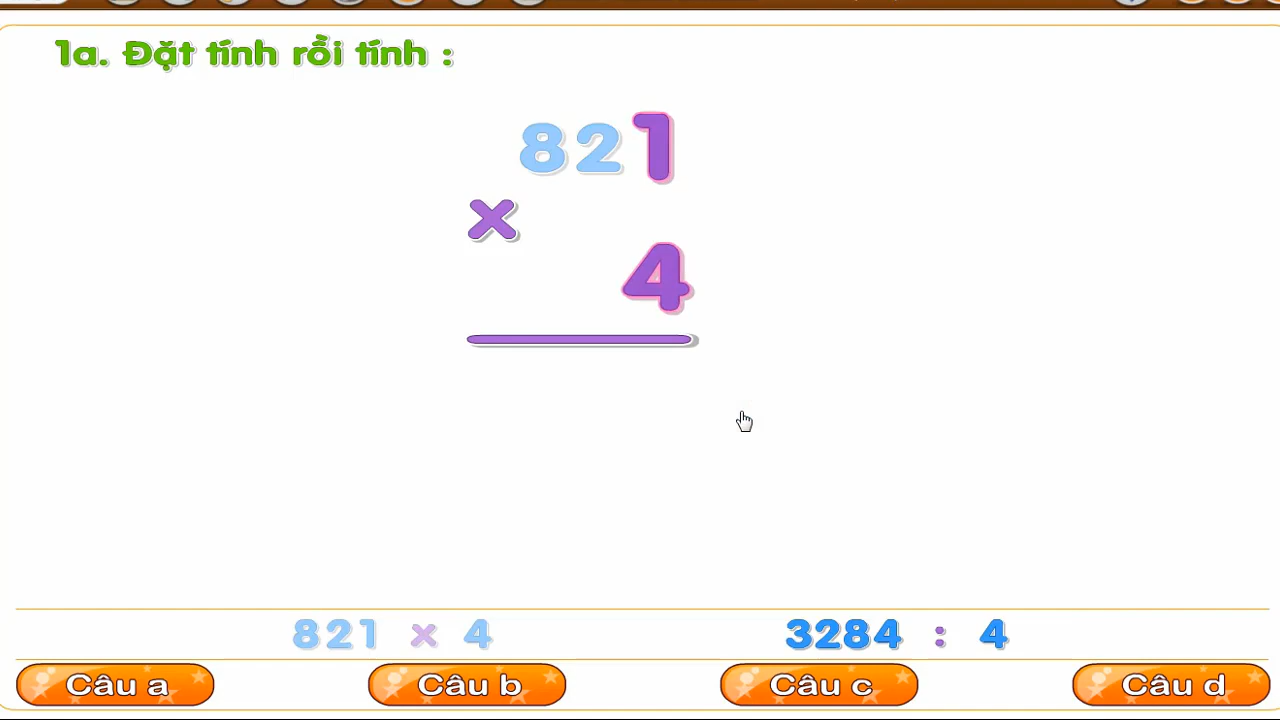 1a. Đặt tính rồi tính :
821
×
4
821 × 4 3284 : 4
Câu a Câu b Câu c Câu d